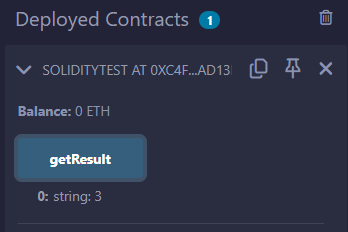 Deployed Contracts 1
SOLIDITYTEST AT 0XC4F...AD13
Balance: 0 ETH
getResult
0: string: 3